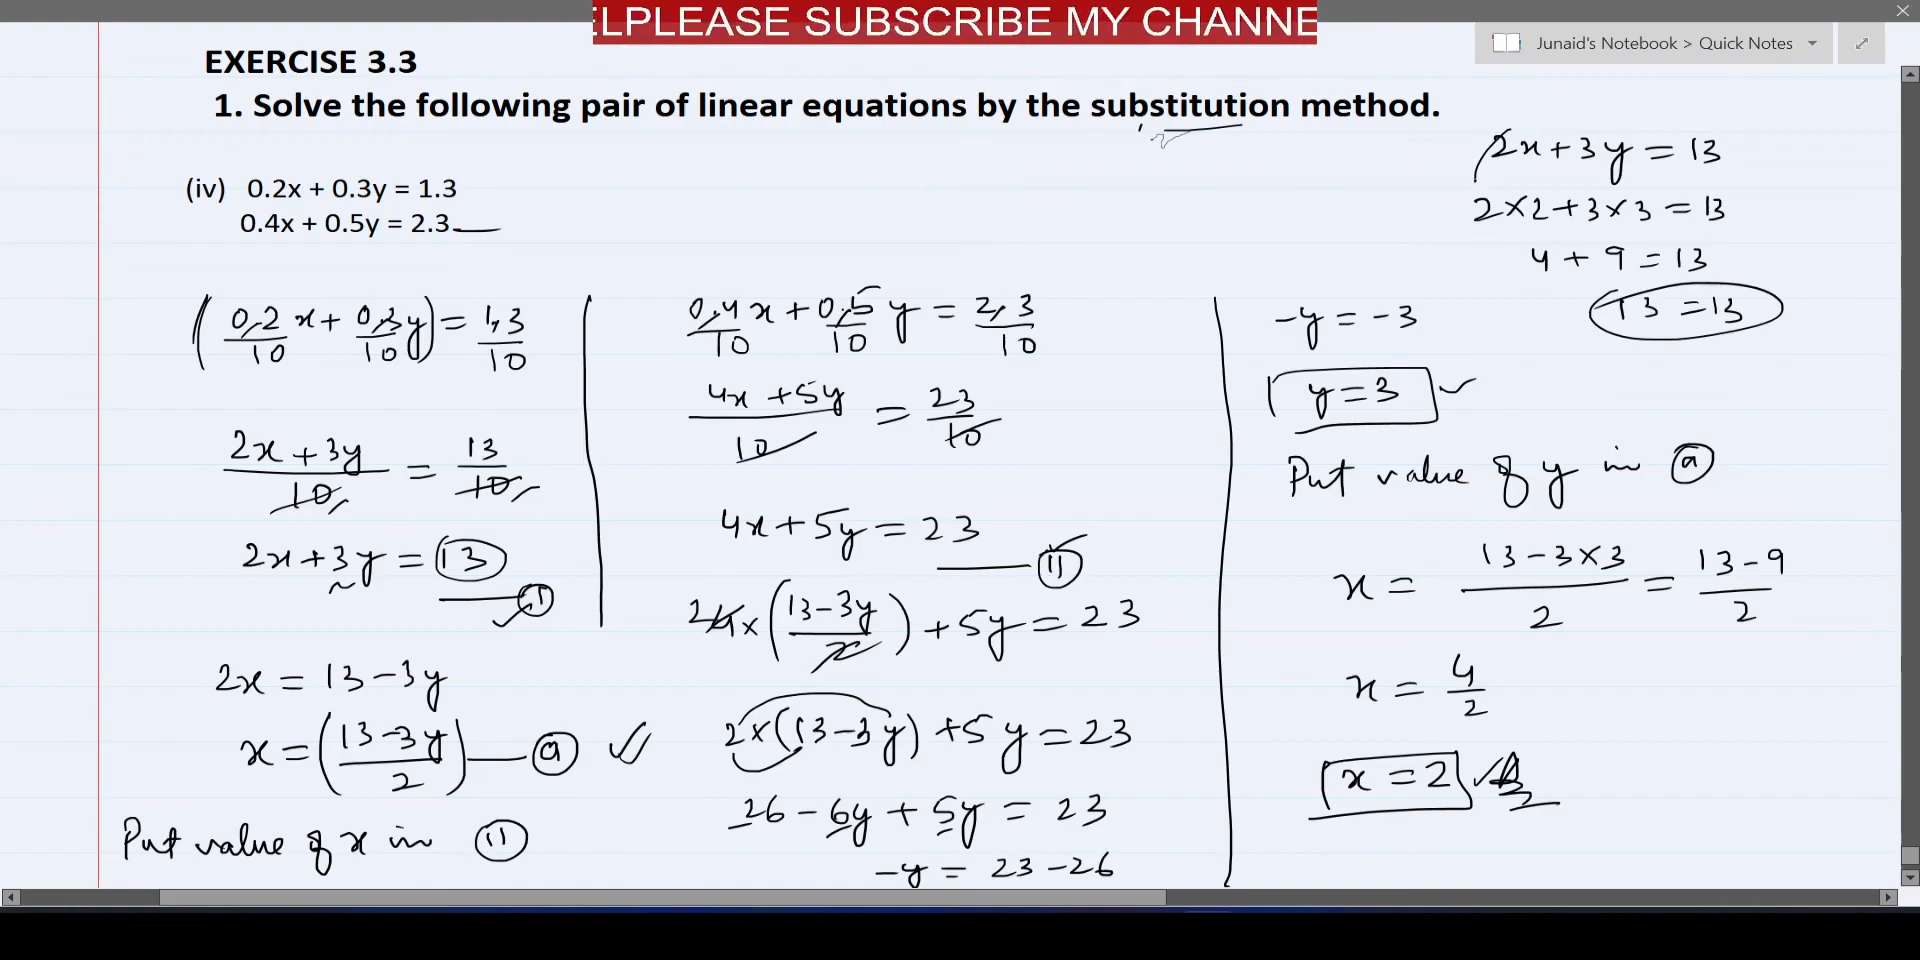 LPLEASE SUBSCRIBE MY CHANNE
Junaid's Notebook > Quick Notes
EXERCISE 3.3
1. Solve the following pair of linear equations by the substitution method.
(iv) 0.2x + 0.3y = 1.3
0.4x + 0.5y = 2.3
(0.2/10 x + 0.3/10 y) = 1.3/10
(2x + 3y)/10 = 13/10
2x + 3y = 13 — (I)
2x = 13 - 3y
x = ((13 - 3y)/2) — (a)
Put value of x in (II)
0.4/10 x + 0.5/10 y = 2.3/10
(4x + 5y)/10 = 23/10
4x + 5y = 23 — (II)
2 4 × ((13 - 3y)/2) + 5y = 23
2 × (13 - 3y) + 5y = 23
26 - 6y + 5y = 23
-y = 23 - 26
-y = -3
y = 3
Put value of y in (a)
x = (13 - 3 × 3)/2 = (13 - 9)/2
x = 4/2
x = 2
2x + 3y = 13
2 × 2 + 3 × 3 = 13
4 + 9 = 13
13 = 13